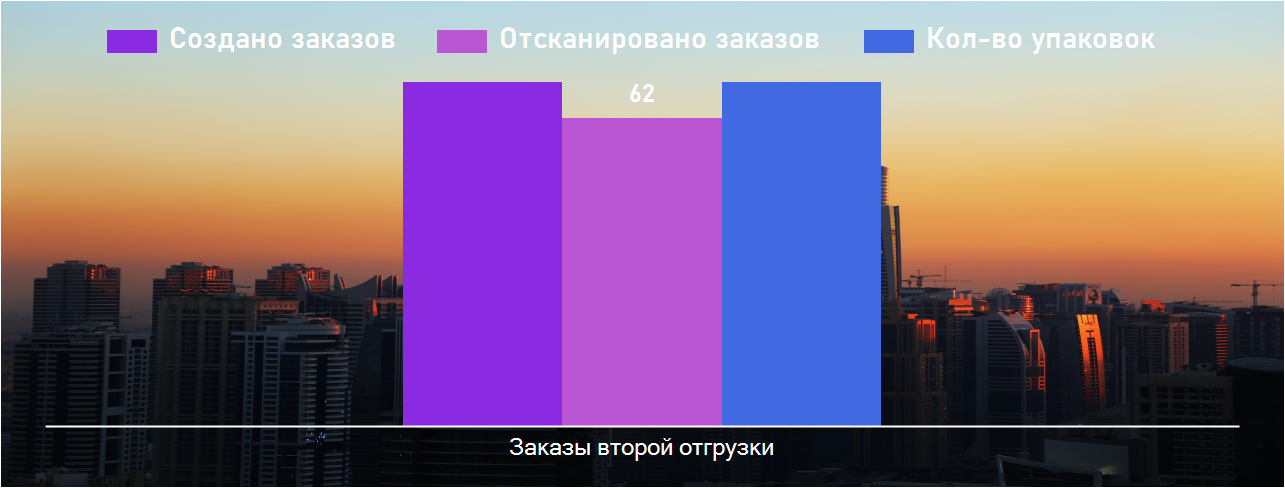 Создано заказов Отсканировано заказов Кол-во упаковок
62
Заказы второй отгрузки